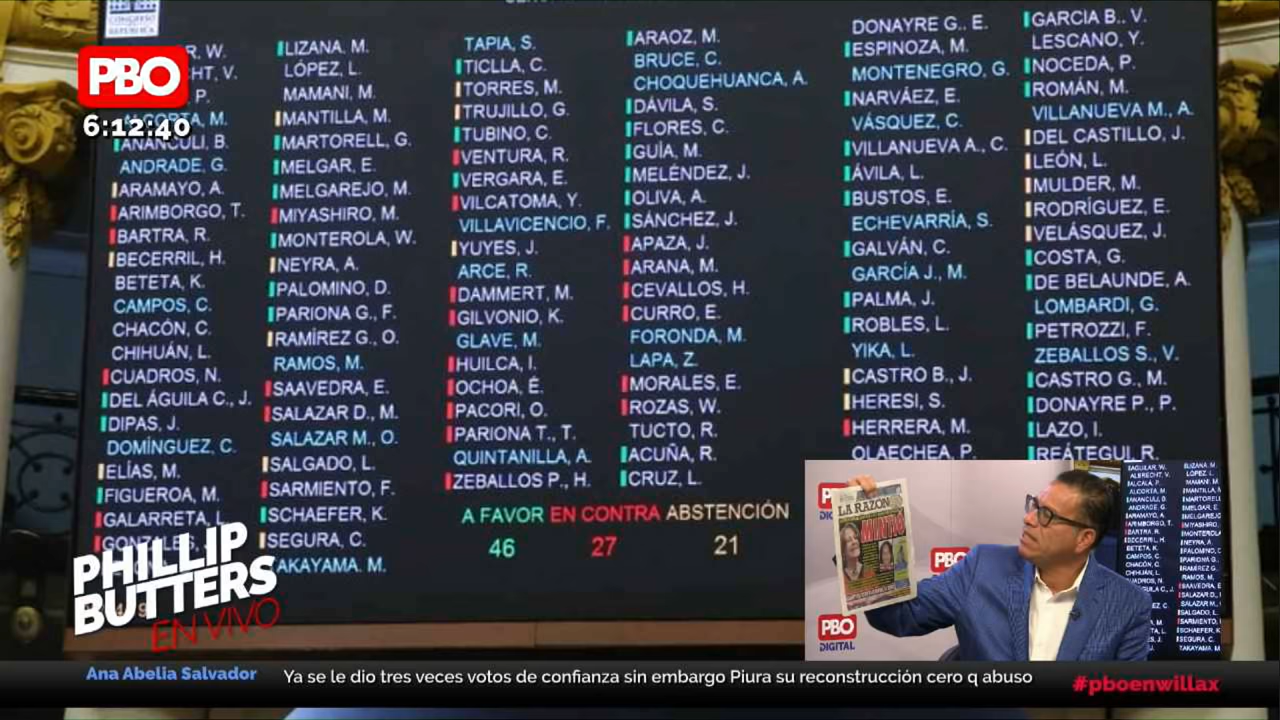 CONGRESO
REPÚBLICA
PBO
6:12:40
W.
V.
P.
ALCORTA, M.
ANANCULI, B.
ANDRADE, G.
ARAMAYO, A.
ARIMBORGO, T.
BARTRA, R.
BECERRIL, H.
BETETA, K.
CAMPOS, C.
CHACÓN, C.
CHIHUÁN, L.
CUADROS, N.
DEL ÁGUILA C., J.
DIPAS, J.
DOMÍNGUEZ, C.
ELÍAS, M.
FIGUEROA, M.
GALARRETA, L.
LIZANA. M.
LÓPEZ, L.
MAMANI, M.
MANTILLA, M.
MARTORELL, G.
MELGAR, E.
MELGAREJO, M.
MIYASHIRO, M.
MONTEROLA, W.
NEYRA, A.
PALOMINO, D.
PARIONA G., F.
RAMÍREZ G., O.
RAMOS, M.
SAAVEDRA, E.
SALAZAR D., M.
SALAZAR M., O.
SALGADO, L.
SARMIENTO, F.
SCHAEFER, K.
SEGURA, C.
TAKAYAMA. M.
TAPIA, S.
TICLLA, C.
TORRES, M.
TRUJILLO, G.
TUBINO, C.
VENTURA, R.
VERGARA, E.
VILCATOMA, Y.
VILLAVICENCIO, F.
YUYES, J.
ARCE, R.
DAMMERT, M.
GILVONIO, K.
GLAVE, M.
HUILCA, I.
OCHOA, É.
PACORI, O.
PARIONA T., T.
QUINTANILLA, A.
ZEBALLOS P., H.
ARAOZ, M.
BRUCE, C.
CHOQUEHUANCA, A.
DÁVILA, S.
FLORES, C.
GUÍA, M.
MELÉNDEZ, J.
OLIVA, A.
SÁNCHEZ, J.
APAZA, J.
ARANA, M.
CEVALLOS, H.
CURRO, E.
FORONDA, M.
LAPA, Z.
MORALES, E.
ROZAS, W.
TUCTO, R.
ACUÑA, R.
CRUZ, L.
DONAYRE G., E.
ESPINOZA, M.
MONTENEGRO, G.
NARVÁEZ, E.
VÁSQUEZ, C.
VILLANUEVA A., C.
ÁVILA, L.
BUSTOS, E.
ECHEVARRÍA, S.
GALVÁN, C.
GARCÍA J., M.
PALMA, J.
ROBLES, L.
YIKA, L.
CASTRO B., J.
HERESI, S.
HERRERA, M.
OLAECHEA, P.
GARCIA B., V.
LESCANO, Y.
NOCEDA, P.
ROMÁN, M.
VILLANUEVA M., A.
DEL CASTILLO, J.
LEÓN, L.
MULDER, M.
RODRÍGUEZ, E.
VELÁSQUEZ, J.
COSTA, G.
DE BELAUNDE, A.
LOMBARDI, G.
PETROZZI, F.
ZEBALLOS S., V.
CASTRO G., M.
DONAYRE P., P.
LAZO, I.
REÁTEGUI, R.
A FAVOR EN CONTRA ABSTENCIÓN
46 27 21
PHILLIP
BUTTERS
EN VIVO
LA RAZÓN
PBO
DIGITAL
Ana Abelia Salvador
Ya se le dio tres veces votos de confianza sin embargo Piura su reconstrucción cero q abuso
#pboenwillax